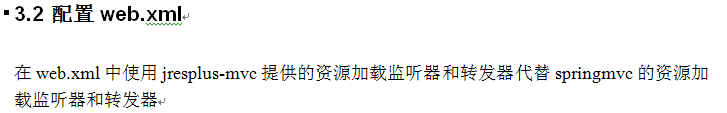 3.2 配置 web.xml
在 web.xml 中使用 jresplus-mvc 提供的资源加载监听器和转发器代替 springmvc 的资源加
载监听器和转发器